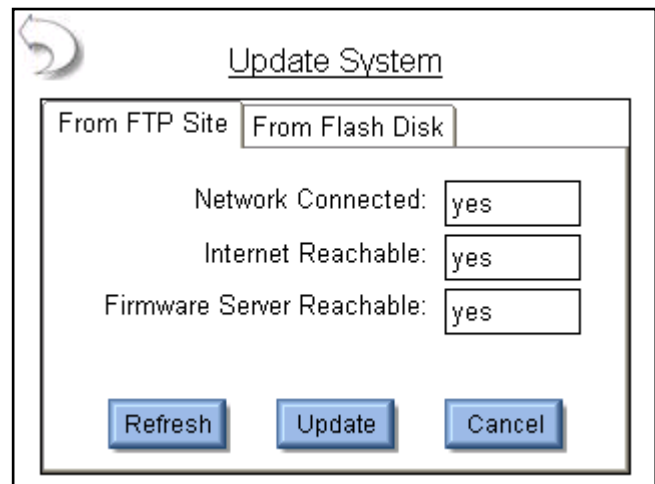 Update System
From FTP Site From Flash Disk
Network Connected: yes
Internet Reachable: yes
Firmware Server Reachable: yes
Refresh Update Cancel